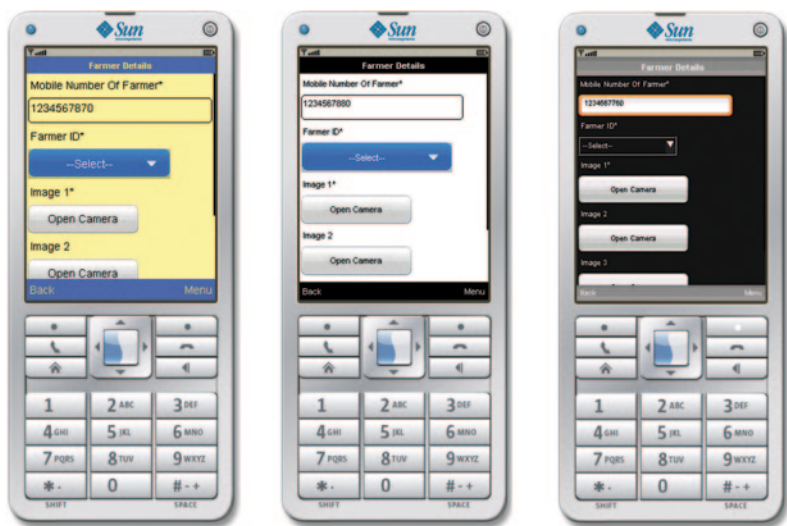 Sun
microsystems
Farmer Details
Mobile Number Of Farmer*
1234567870
Farmer ID*
--Select--
Image 1*
Open Camera
Image 2
Open Camera
Back Menu
1 2 ABC 3 DEF
4 GHI 5 JKL 6 MNO
7 PQRS 8 TUV 9 WXYZ
* . 0 # - +
SHIFT SPACE
Sun
microsystems
Farmer Details
Mobile Number Of Farmer*
1234567880
Farmer ID*
--Select--
Image 1*
Open Camera
Image 2
Open Camera
Back Menu
1 2 ABC 3 DEF
4 GHI 5 JKL 6 MNO
7 PQRS 8 TUV 9 WXYZ
* . 0 # - +
SHIFT SPACE
Sun
microsystems
Farmer Details
Mobile Number Of Farmer*
1234567760
Farmer ID*
--Select--
Image 1*
Open Camera
Image 2
Open Camera
Image 3
Back Menu
1 2 ABC 3 DEF
4 GHI 5 JKL 6 MNO
7 PQRS 8 TUV 9 WXYZ
* . 0 # - +
SHIFT SPACE